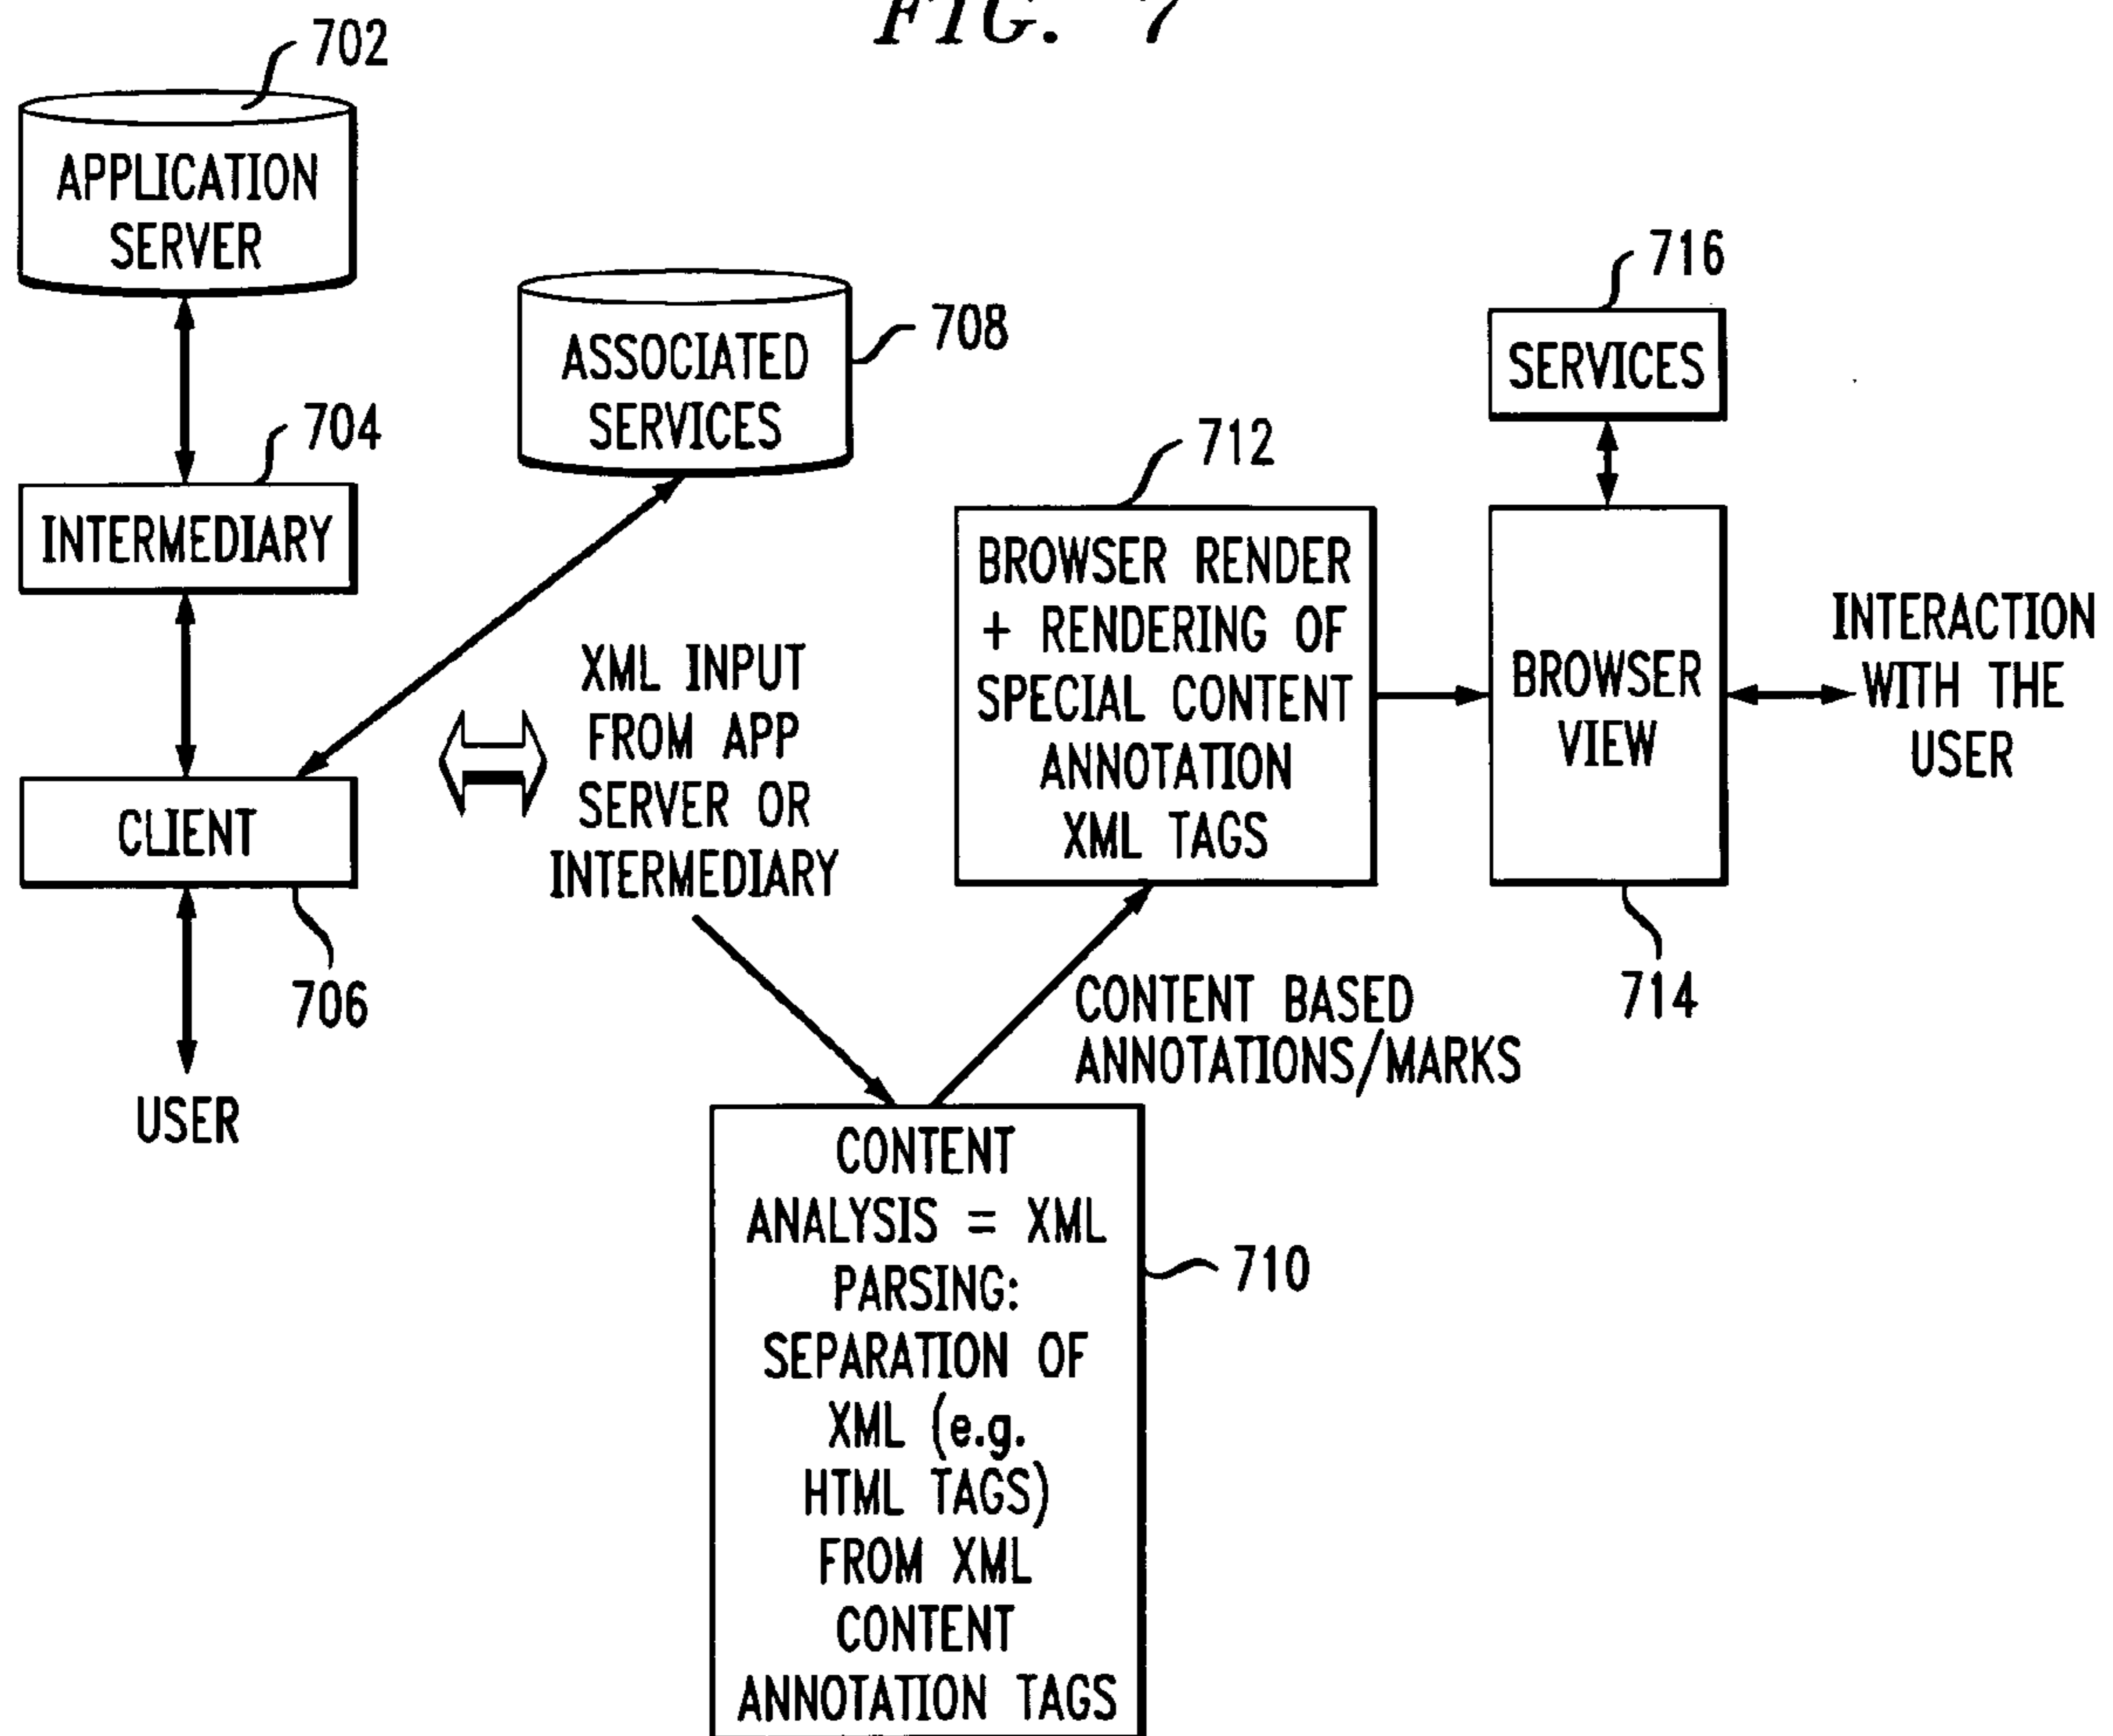 FIG. 7
702
APPLICATION
SERVER
704
INTERMEDIARY
CLIENT
706
USER
ASSOCIATED
SERVICES
708
XML INPUT
FROM APP
SERVER OR
INTERMEDIARY
712
BROWSER RENDER
+ RENDERING OF
SPECIAL CONTENT
ANNOTATION
XML TAGS
716
SERVICES
BROWSER
VIEW
714
INTERACTION
WITH THE
USER
CONTENT BASED
ANNOTATIONS/MARKS
CONTENT
ANALYSIS = XML
PARSING:
SEPARATION OF
XML (e.g.
HTML TAGS)
FROM XML
CONTENT
ANNOTATION TAGS
710